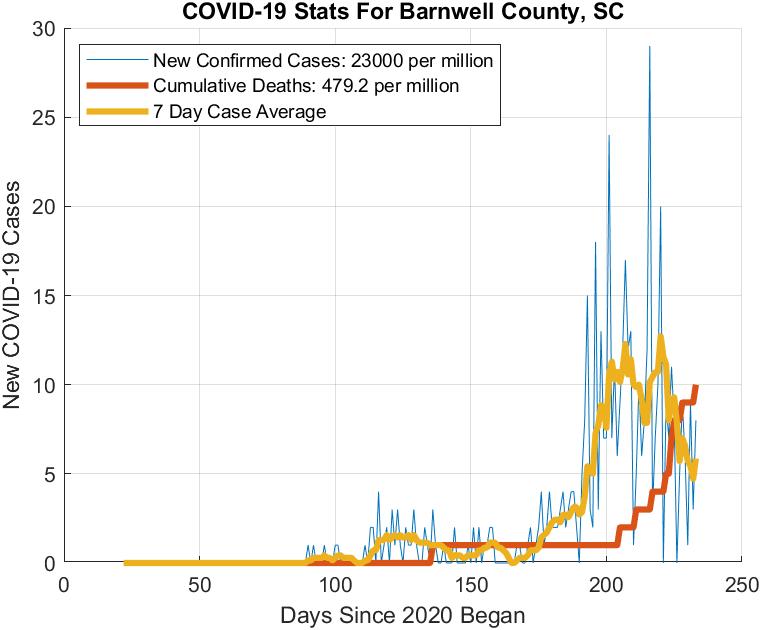 COVID-19 Stats For Barnwell County, SC
New Confirmed Cases: 23000 per million
Cumulative Deaths: 479.2 per million
7 Day Case Average
New COVID-19 Cases
30
25
20
15
10
5
0
0 50 100 150 200 250
Days Since 2020 Began